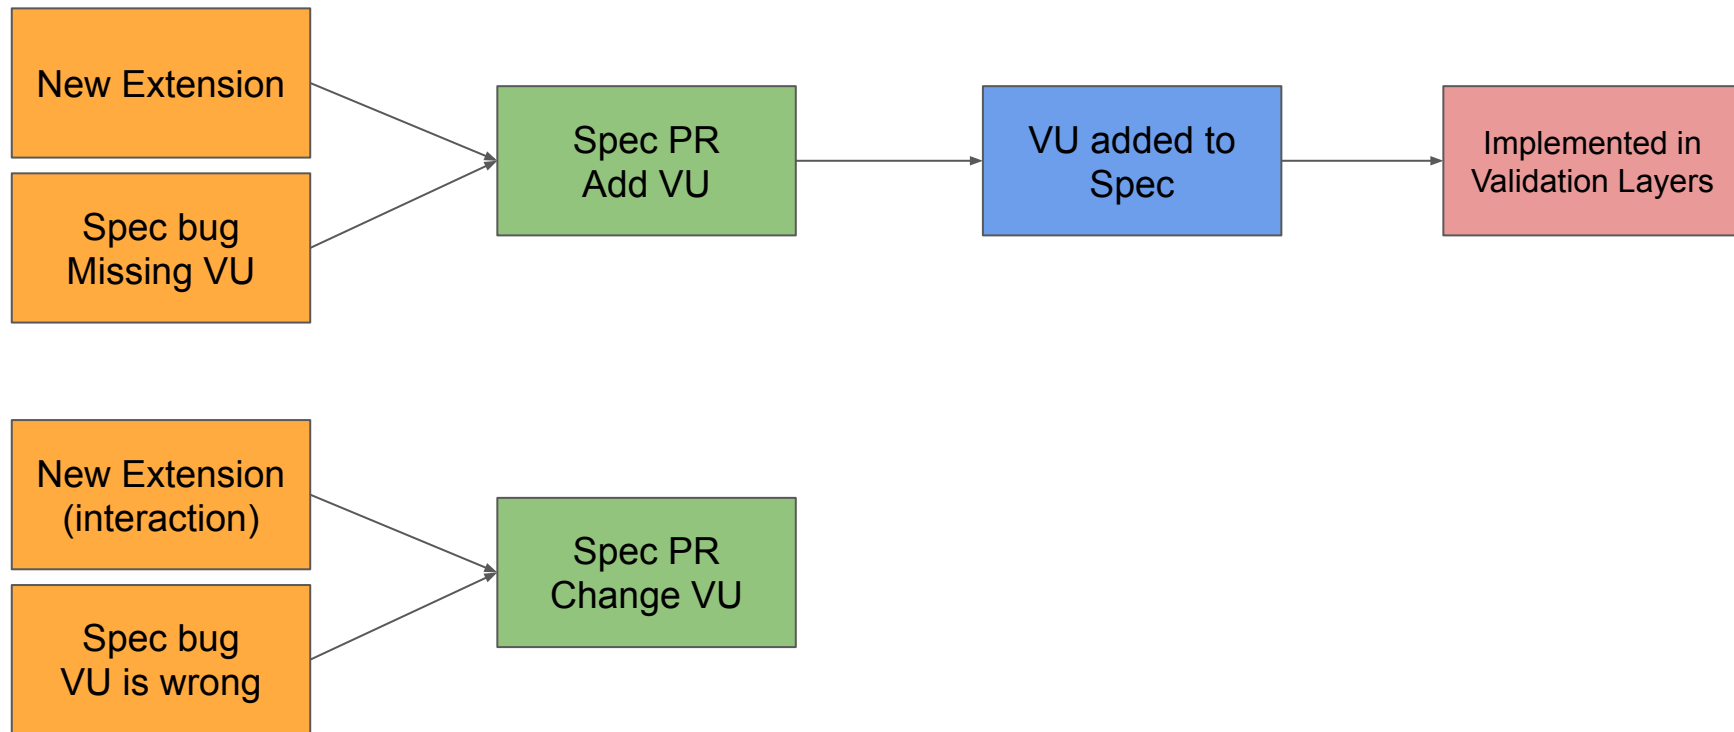 New Extension
Spec bug
Missing VU
Spec PR
Add VU
VU added to
Spec
Implemented in
Validation Layers
New Extension
(interaction)
Spec bug
VU is wrong
Spec PR
Change VU